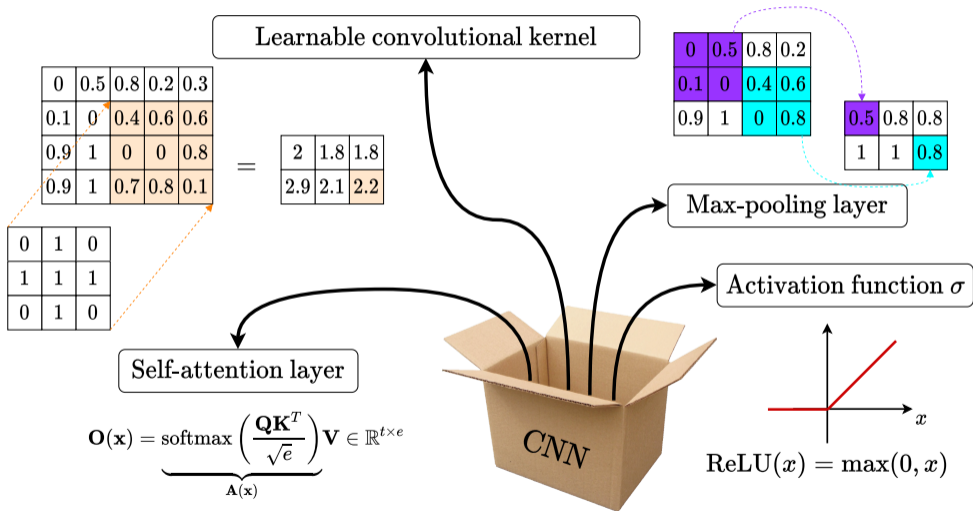 Learnable convolutional kernel
0 0.5 0.8 0.2 0.3
0.1 0 0.4 0.6 0.6
0.9 1 0 0 0.8
0.9 1 0.7 0.8 0.1
=
2 1.8 1.8
2.9 2.1 2.2
0 1 0
1 1 1
0 1 0
0 0.5 0.8 0.2
0.1 0 0.4 0.6
0.9 1 0 0.8
0.5 0.8 0.8
1 1 0.8
Max-pooling layer
Activation function σ
x
ReLU(x) = max(0, x)
Self-attention layer
O(x) = softmax(QK^T / √e) V ∈ ℝ^{t×e}
A(x)
CNN